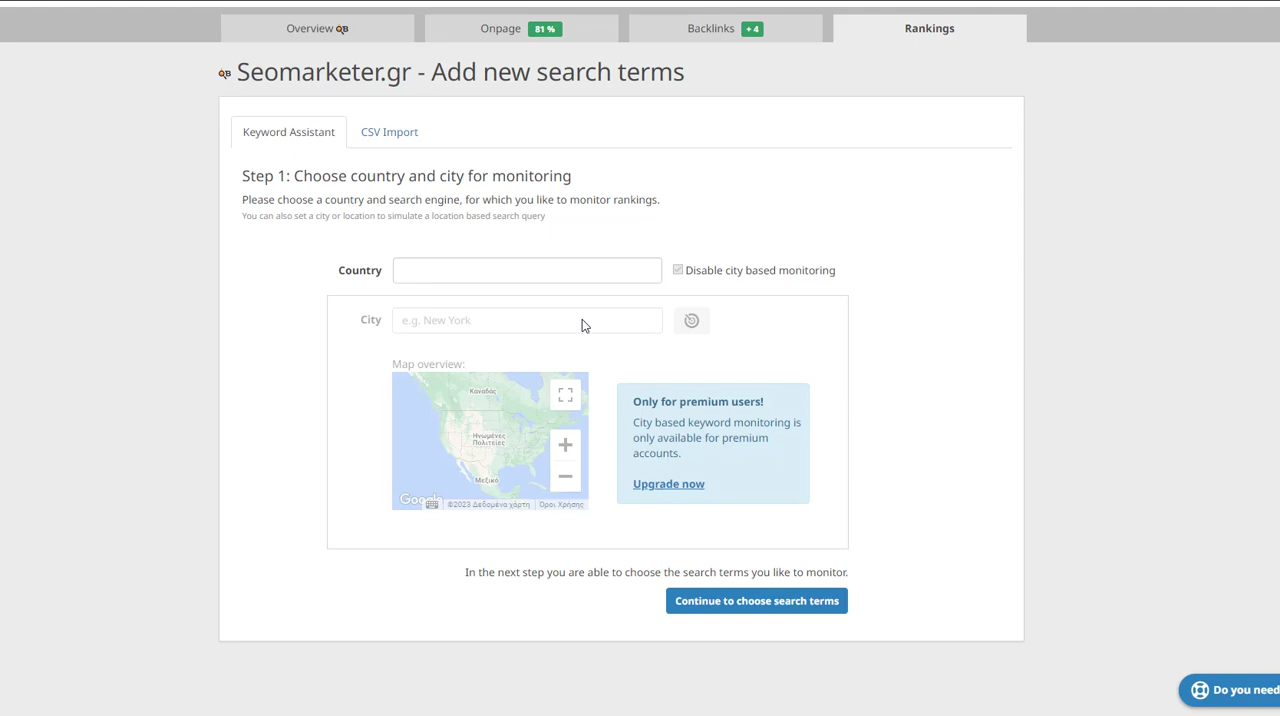 Overview
Onpage 81 %
Backlinks + 4
Rankings
Seomarketer.gr - Add new search terms
Keyword Assistant
CSV Import
Step 1: Choose country and city for monitoring
Please choose a country and search engine, for which you like to monitor rankings.
You can also set a city or location to simulate a location based search query
Country
Disable city based monitoring
City
e.g. New York
Map overview:
Καναδάς
Ηνωμένες
Πολιτείες
Μεξικό
Google
©2023 Δεδομένα χάρτη
Όροι Χρήσης
Only for premium users!
City based keyword monitoring is
only available for premium
accounts.
Upgrade now
In the next step you are able to choose the search terms you like to monitor.
Continue to choose search terms
Do you need